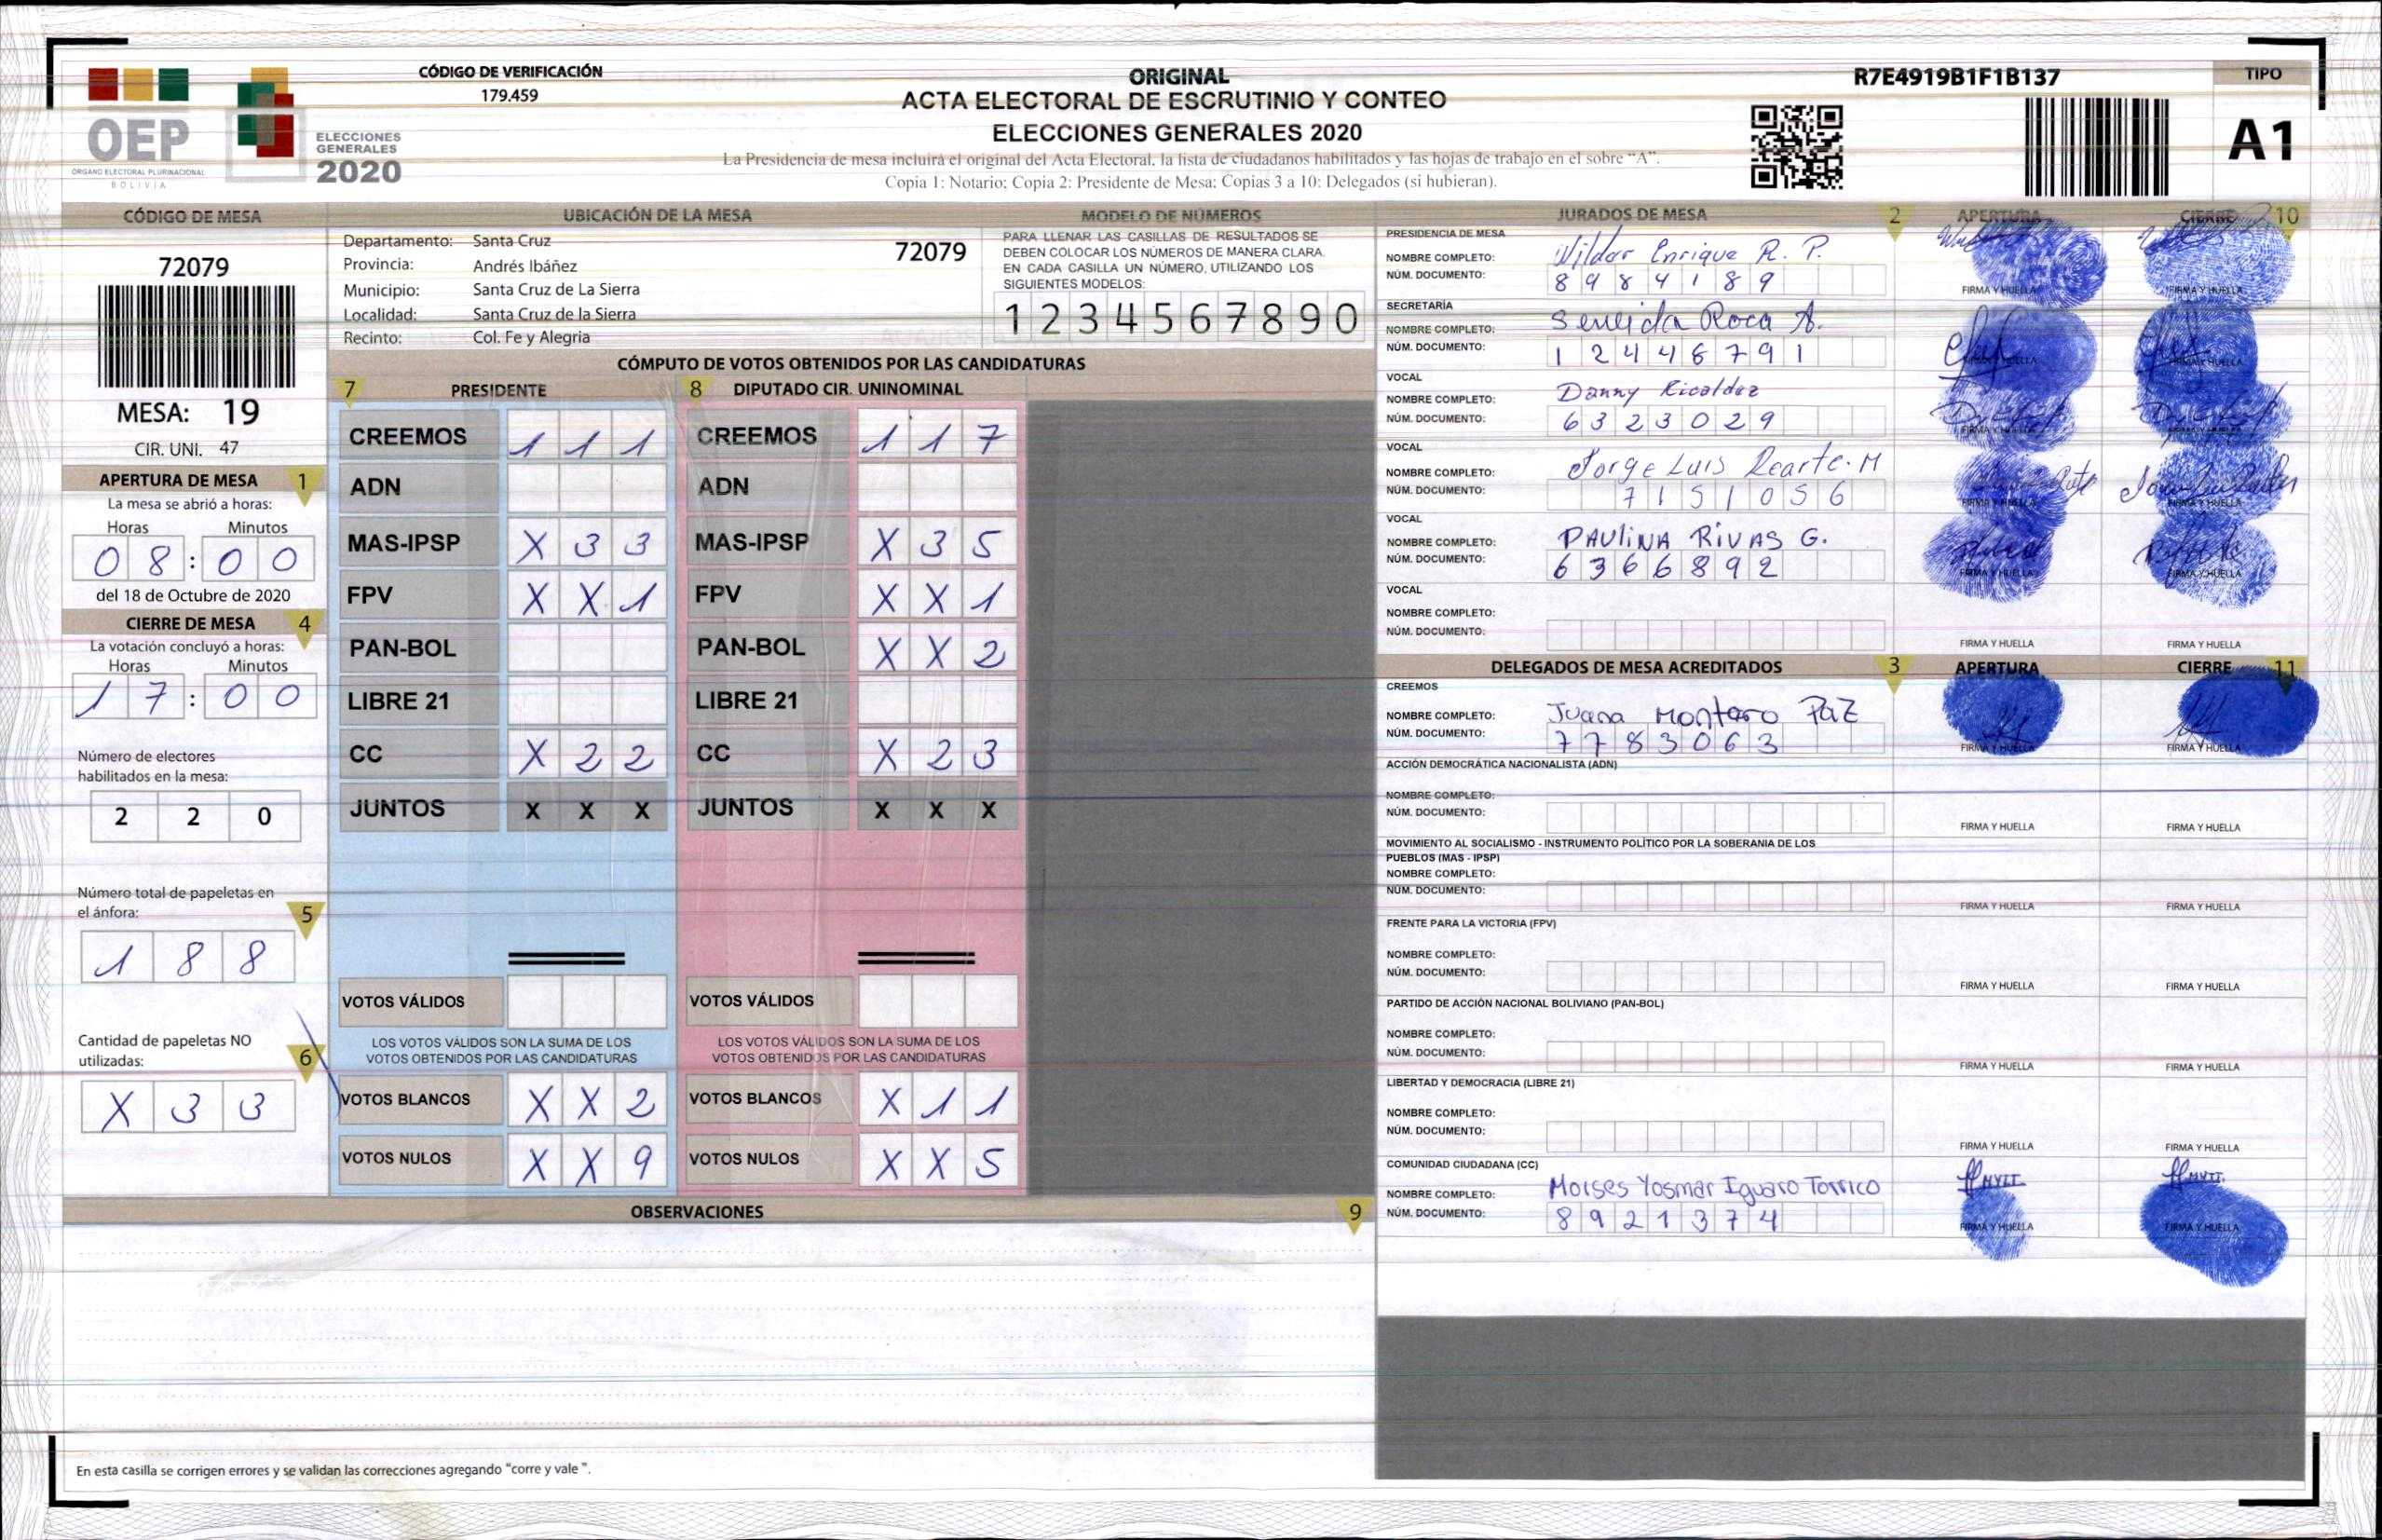 CÓDIGO DE VERIFICACIÓN
179.459
ORIGINAL
ACTA ELECTORAL DE ESCRUTINIO Y CONTEO
ELECCIONES GENERALES 2020
La Presidencia de mesa incluirá el original del Acta Electoral, la lista de ciudadanos habilitados y las hojas de trabajo en el sobre "A".
Copia 1: Notario; Copia 2: Presidente de Mesa; Copias 3 a 10: Delegados (si hubieran).
R7E4919B1F1B137
TIPO
A1
OEP
ÓRGANO ELECTORAL PLURINACIONAL
BOLIVIA
ELECCIONES
GENERALES
2020
CÓDIGO DE MESA
72079
MESA: 19
CIR. UNI. 47
APERTURA DE MESA 1
La mesa se abrió a horas:
Horas Minutos
0 8 : 0 0
del 18 de Octubre de 2020
CIERRE DE MESA 4
La votación concluyó a horas:
Horas Minutos
1 7 : 0 0
Número de electores
habilitados en la mesa:
2 2 0
Número total de papeletas en
el ánfora: 5
1 8 8
Cantidad de papeletas NO
utilizadas: 6
X 3 3
UBICACIÓN DE LA MESA
Departamento: Santa Cruz 72079
Provincia: Andrés Ibáñez
Municipio: Santa Cruz de La Sierra
Localidad: Santa Cruz de la Sierra
Recinto: Col. Fe y Alegria
MODELO DE NÚMEROS
PARA LLENAR LAS CASILLAS DE RESULTADOS SE
DEBEN COLOCAR LOS NÚMEROS DE MANERA CLARA,
EN CADA CASILLA UN NÚMERO, UTILIZANDO LOS
SIGUIENTES MODELOS:
1 2 3 4 5 6 7 8 9 0
CÓMPUTO DE VOTOS OBTENIDOS POR LAS CANDIDATURAS
7 PRESIDENTE 8 DIPUTADO CIR. UNINOMINAL
CREEMOS 1 1 1 CREEMOS 1 1 7
ADN ADN
MAS-IPSP X 3 3 MAS-IPSP X 3 5
FPV X X 1 FPV X X 1
PAN-BOL PAN-BOL X X 2
LIBRE 21 LIBRE 21
CC X 2 2 CC X 2 3
JUNTOS X X X JUNTOS X X X
VOTOS VÁLIDOS VOTOS VÁLIDOS
LOS VOTOS VÁLIDOS SON LA SUMA DE LOS LOS VOTOS VÁLIDOS SON LA SUMA DE LOS
VOTOS OBTENIDOS POR LAS CANDIDATURAS VOTOS OBTENIDOS POR LAS CANDIDATURAS
VOTOS BLANCOS X X 2 VOTOS BLANCOS X 1 1
VOTOS NULOS X X 9 VOTOS NULOS X X 5
OBSERVACIONES 9
En esta casilla se corrigen errores y se validan las correcciones agregando "corre y vale ".
JURADOS DE MESA 2 APERTURA CIERRE 10
PRESIDENCIA DE MESA
NOMBRE COMPLETO: Wildor Enrique R. P.
NÚM. DOCUMENTO: 8 9 8 4 1 8 9
FIRMA Y HUELLA FIRMA Y HUELLA
SECRETARÍA
NOMBRE COMPLETO: Roca A.
NÚM. DOCUMENTO: 1 2 4 4 8 7 9 1
VOCAL
NOMBRE COMPLETO: Danny Ricaldez
NÚM. DOCUMENTO: 6 3 2 3 0 2 9
FIRMA Y HUELLA FIRMA Y HUELLA
VOCAL
NOMBRE COMPLETO: Jorge Luis Rearte. M
NÚM. DOCUMENTO: 7 1 5 1 0 5 6
FIRMA Y HUELLA FIRMA Y HUELLA
VOCAL
NOMBRE COMPLETO: PAULINA RIVAS G.
NÚM. DOCUMENTO: 6 3 6 6 8 9 2
FIRMA Y HUELLA FIRMA Y HUELLA
VOCAL
NOMBRE COMPLETO:
NÚM. DOCUMENTO:
FIRMA Y HUELLA FIRMA Y HUELLA
DELEGADOS DE MESA ACREDITADOS 3 APERTURA CIERRE 11
CREEMOS
NOMBRE COMPLETO: Juana Montaro PAZ
NÚM. DOCUMENTO: 7 7 8 3 0 6 3
FIRMA Y HUELLA FIRMA Y HUELLA
ACCIÓN DEMOCRÁTICA NACIONALISTA (ADN)
NOMBRE COMPLETO:
NÚM. DOCUMENTO:
FIRMA Y HUELLA FIRMA Y HUELLA
MOVIMIENTO AL SOCIALISMO - INSTRUMENTO POLÍTICO POR LA SOBERANIA DE LOS
PUEBLOS (MAS - IPSP)
NOMBRE COMPLETO:
NÚM. DOCUMENTO:
FIRMA Y HUELLA FIRMA Y HUELLA
FRENTE PARA LA VICTORIA (FPV)
NOMBRE COMPLETO:
NÚM. DOCUMENTO:
FIRMA Y HUELLA FIRMA Y HUELLA
PARTIDO DE ACCIÓN NACIONAL BOLIVIANO (PAN-BOL)
NOMBRE COMPLETO:
NÚM. DOCUMENTO:
FIRMA Y HUELLA FIRMA Y HUELLA
LIBERTAD Y DEMOCRACIA (LIBRE 21)
NOMBRE COMPLETO:
NÚM. DOCUMENTO:
FIRMA Y HUELLA FIRMA Y HUELLA
COMUNIDAD CIUDADANA (CC)
NOMBRE COMPLETO: Moises Yosmar Iguaro Torrico
NÚM. DOCUMENTO: 8 9 2 1 3 7 4
FIRMA Y HUELLA FIRMA Y HUELLA